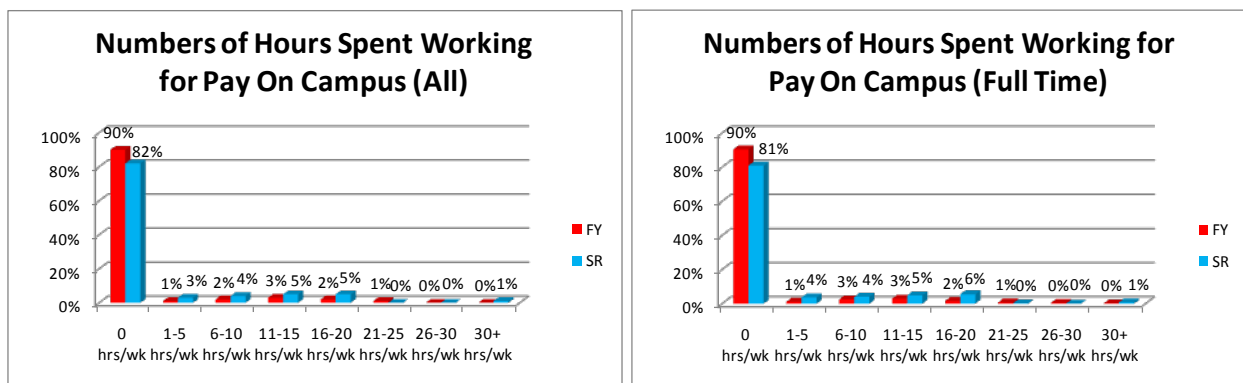 Numbers of Hours Spent Working
for Pay On Campus (All)
100%
80%
60%
40%
20%
0%
90%
82%
1% 3% 2% 4% 3% 5% 2% 5% 1% 0% 0% 0% 0% 1%
0 1-5 6-10 11-15 16-20 21-25 26-30 30+
hrs/wk hrs/wk hrs/wk hrs/wk hrs/wk hrs/wk hrs/wk hrs/wk
FY
SR
Numbers of Hours Spent Working for
Pay On Campus (Full Time)
100%
80%
60%
40%
20%
0%
90%
81%
1% 4% 3% 4% 3% 5% 2% 6% 1% 0% 0% 0% 0% 1%
0 1-5 6-10 11-15 16-20 21-25 26-30 30+
hrs/wk hrs/wk hrs/wk hrs/wk hrs/wk hrs/wk hrs/wk hrs/wk
FY
SR